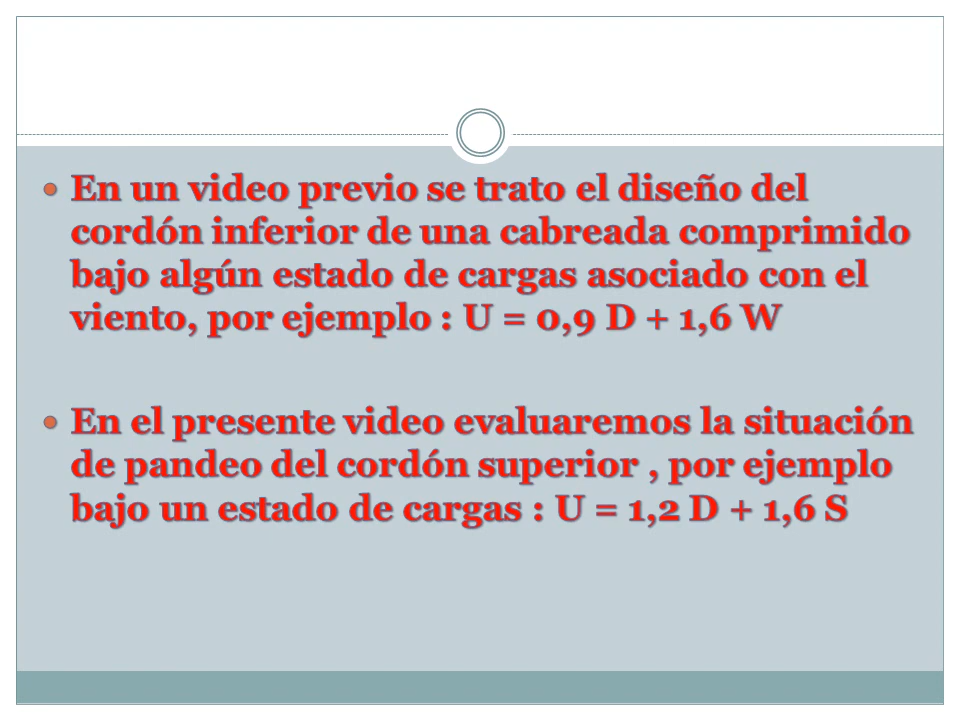 En un video previo se trato el diseño del
cordón inferior de una cabreada comprimido
bajo algún estado de cargas asociado con el
viento, por ejemplo : U = 0,9 D + 1,6 W
En el presente video evaluaremos la situación
de pandeo del cordón superior , por ejemplo
bajo un estado de cargas : U = 1,2 D + 1,6 S